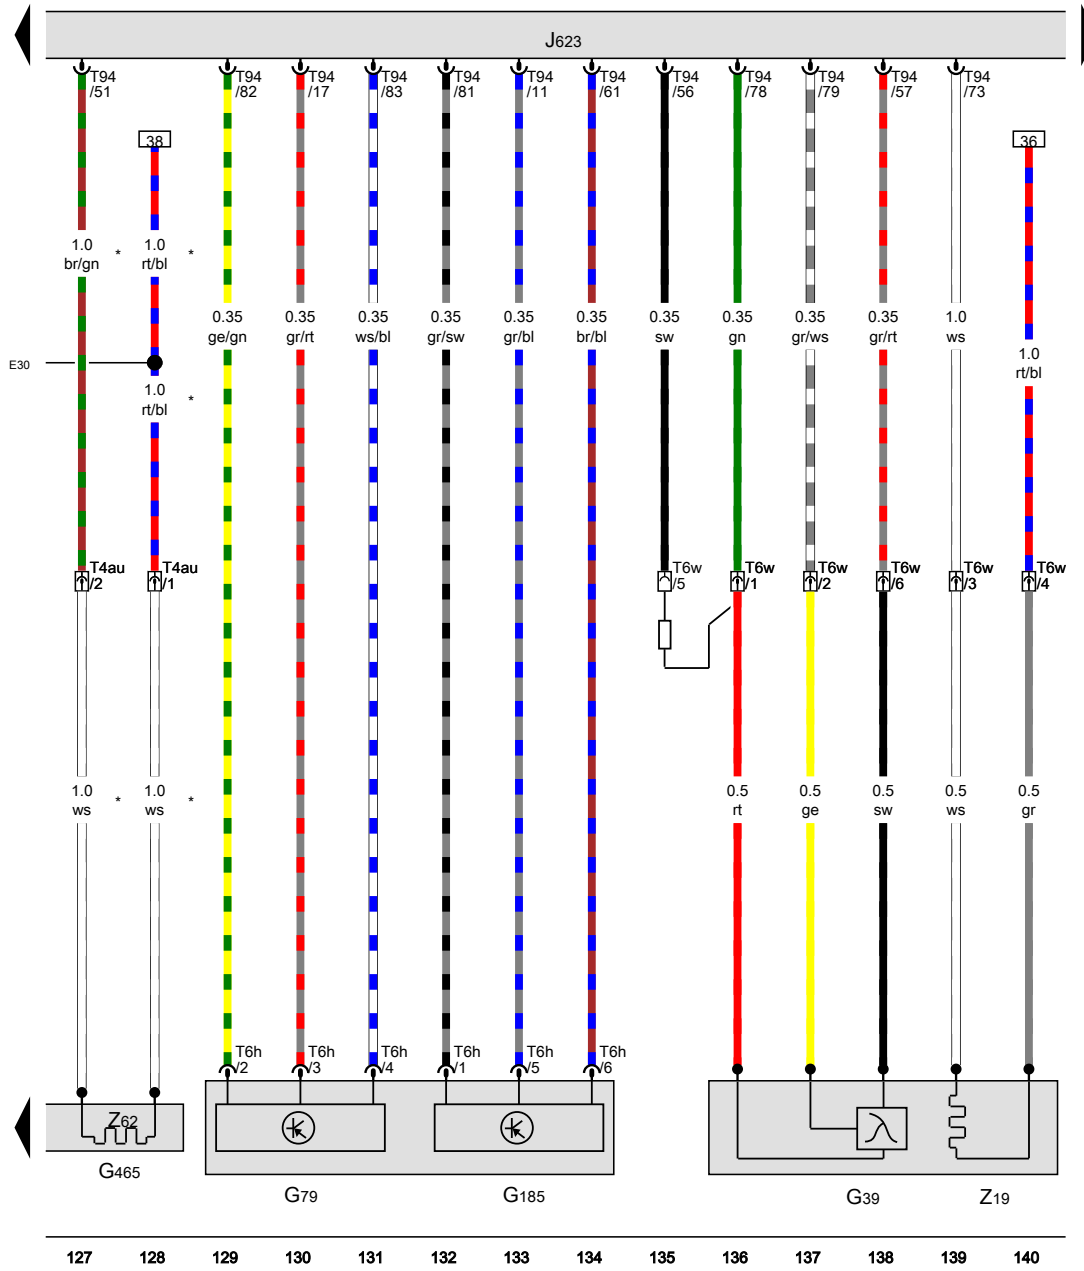 J623
T94 T94 T94 T94 T94 T94 T94 T94 T94 T94 T94 T94
/51 /82 /17 /83 /81 /11 /61 /56 /78 /79 /57 /73
38 36
1.0 * 1.0 *
br/gn rt/bl
0.35 0.35 0.35 0.35 0.35 0.35 0.35 0.35 0.35 0.35 1.0
ge/gn gr/rt ws/bl gr/sw gr/bl br/bl sw gn gr/ws gr/rt ws
1.0
rt/bl
E30
1.0 *
rt/bl
T4au T4au T6w T6w T6w T6w T6w T6w
/2 /1 /5 /1 /2 /6 /3 /4
1.0 * 1.0 * 0.5 0.5 0.5 0.5 0.5
ws ws rt ge sw ws gr
T6h T6h T6h T6h T6h T6h
/2 /3 /4 /1 /5 /6
Z62
G465
G79 G185 G39 Z19
127 128 129 130 131 132 133 134 135 136 137 138 139 140